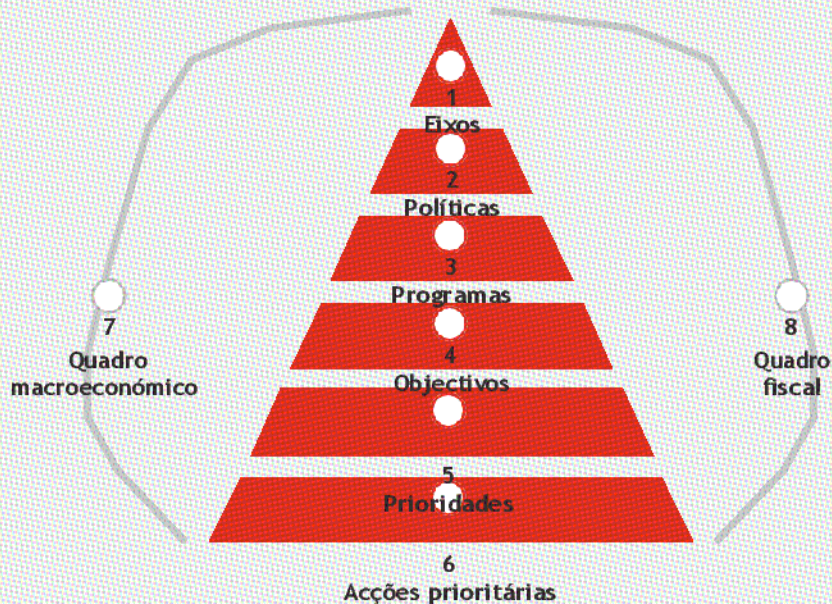 1
Eixos
2
Políticas
3
Programas
4
Objectivos
5
Prioridades
6
Acções prioritárias
7
Quadro
macroeconómico
8
Quadro
fiscal